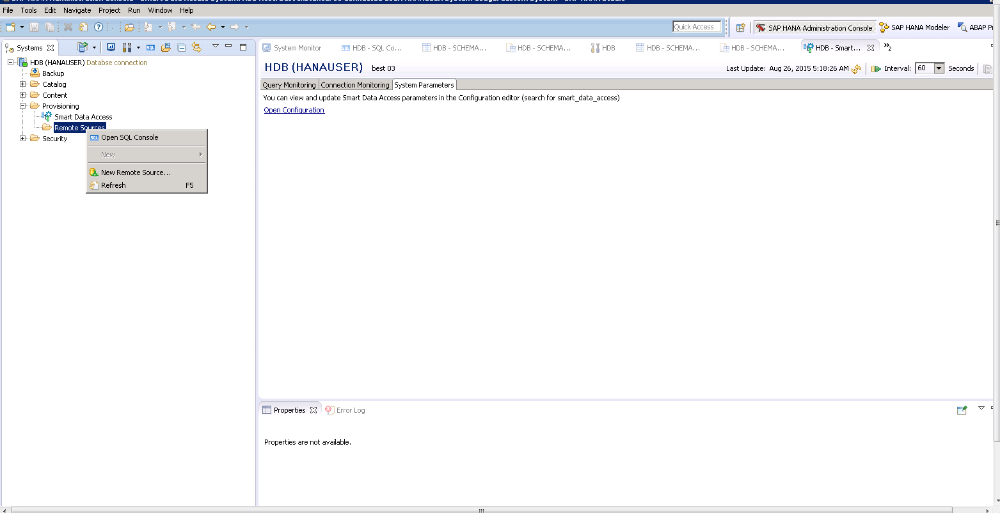 File Tools Edit Navigate Project Run Window Help
Quick Access
SAP HANA Administration Console
SAP HANA Modeler
ABAP
Systems
HDB (HANAUSER) Databse connection
Backup
Catalog
Content
Provisioning
Smart Data Access
Remote Sources
Security
Open SQL Console
New
New Remote Source...
Refresh F5
System Monitor
HDB - SQL Co...
HDB - SCHEMA...
HDB - SCHEMA...
HDB
HDB - SCHEMA...
HDB - SCHEMA...
HDB - Smart...
2
HDB (HANAUSER) best 03
Last Update: Aug 26, 2015 5:18:26 AM
Interval: 60 Seconds
Query Monitoring Connection Monitoring System Parameters
You can view and update Smart Data Access parameters in the Configuration editor (search for smart_data_access)
Open Configuration
Properties
Error Log
Properties are not available.